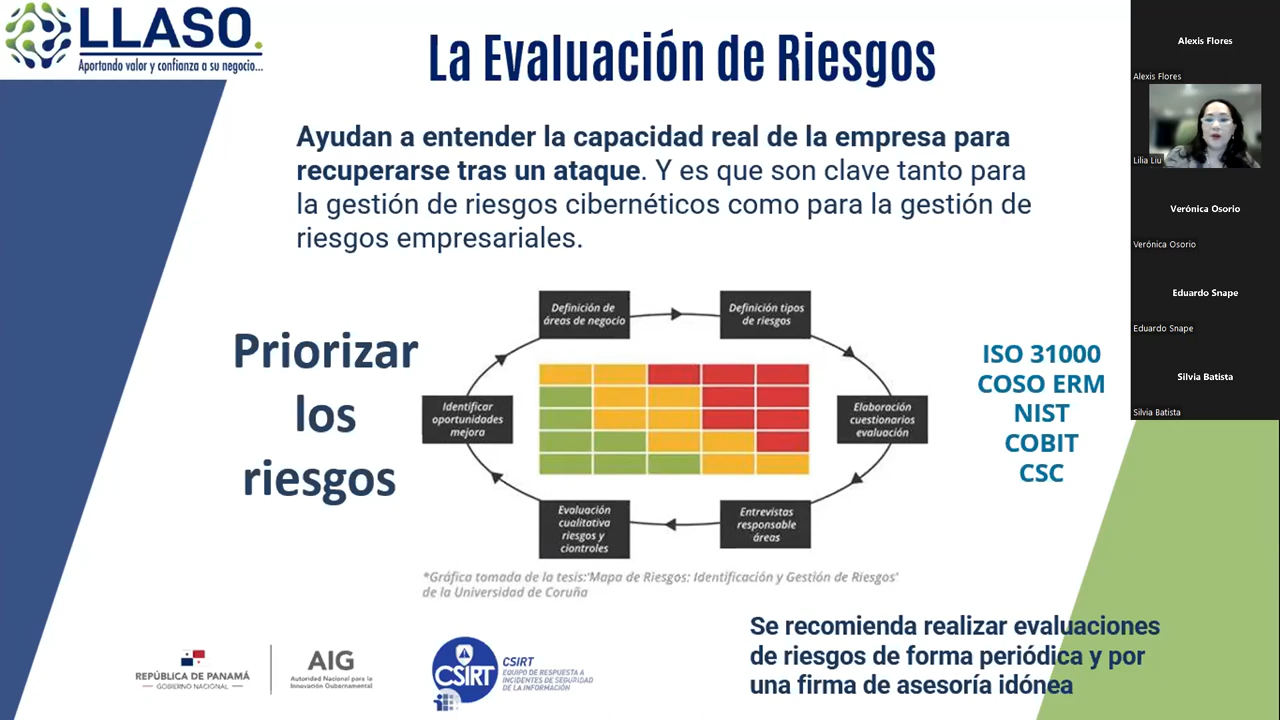 LLASO.
Aportando valor y confianza a su negocio...
La Evaluación de Riesgos
Ayudan a entender la capacidad real de la empresa para
recuperarse tras un ataque. Y es que son clave tanto para
la gestión de riesgos cibernéticos como para la gestión de
riesgos empresariales.
Priorizar
los
riesgos
Definición de
áreas de negocio
Definición tipos
de riesgos
Elaboración
cuestionarios
evaluación
Entrevistas
responsable
áreas
Evaluación
cualitativa
riesgos y
ciontroles
Identificar
oportunidades
mejora
*Gráfica tomada de la tesis:'Mapa de Riesgos: Identificación y Gestión de Riesgos'
de la Universidad de Coruña
ISO 31000
COSO ERM
NIST
COBIT
CSC
Se recomienda realizar evaluaciones
de riesgos de forma periódica y por
una firma de asesoría idónea
REPÚBLICA DE PANAMÁ
GOBIERNO NACIONAL
AIG
Autoridad Nacional para la
Innovación Gubernamental
CSIRT
CSIRT
EQUIPO DE RESPUESTA A
INCIDENTES DE SEGURIDAD
DE LA INFORMACIÓN
Alexis Flores
Alexis Flores
Lilia Liu
Verónica Osorio
Verónica Osorio
Eduardo Snape
Eduardo Snape
Silvia Batista
Silvia Batista